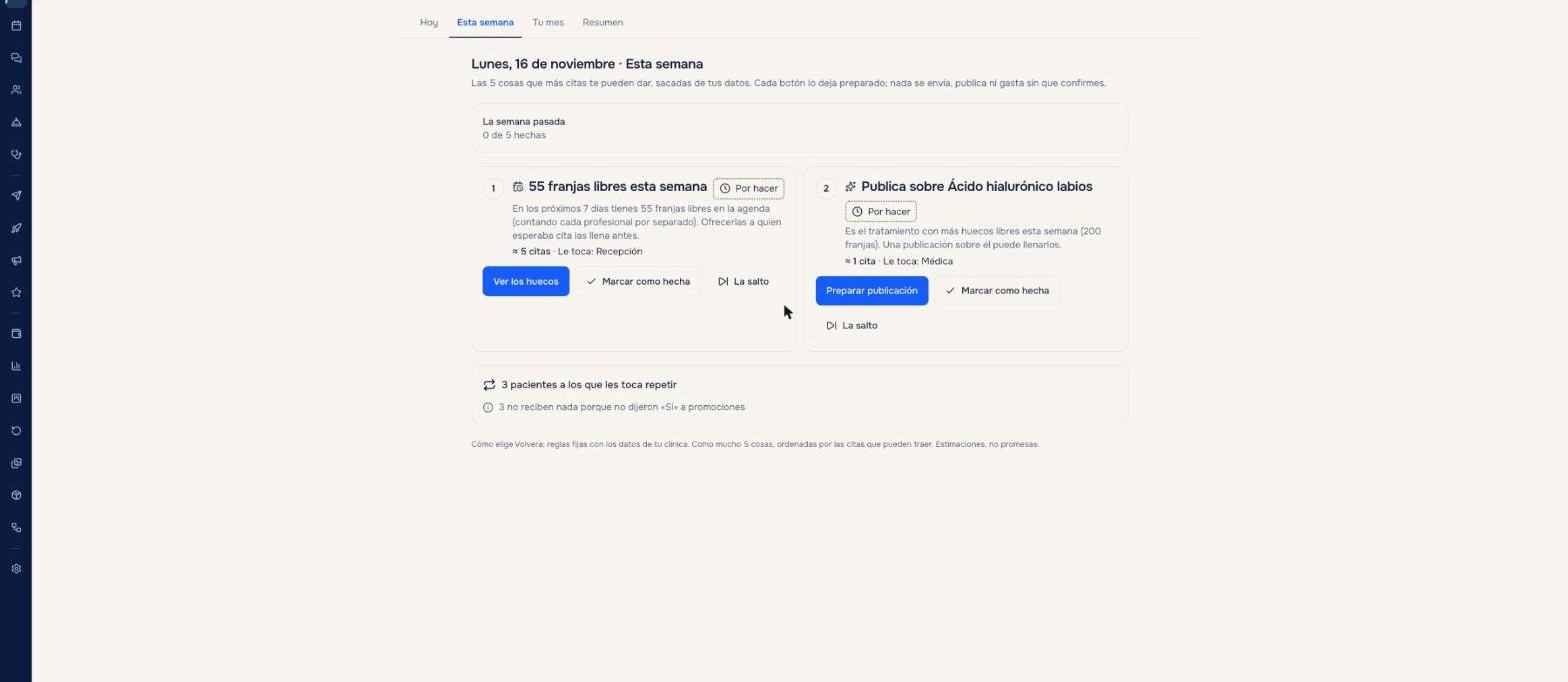 Hoy Esta semana Tu mes Resumen
Lunes, 16 de noviembre · Esta semana
Las 5 cosas que más citas te pueden dar, sacadas de tus datos. Cada botón lo deja preparado; nada se envía, publica ni gasta sin que confirmes.
La semana pasada
0 de 5 hechas
1 55 franjas libres esta semana Por hacer
En los próximos 7 días tienes 55 franjas libres en la agenda
(contando cada profesional por separado). Ofrecerlas a quien
esperaba cita las llena antes.
≈ 5 citas · Le toca: Recepción
Ver los huecos Marcar como hecha La salto
2 Publica sobre Ácido hialurónico labios
Por hacer
Es el tratamiento con más huecos libres esta semana (200
franjas). Una publicación sobre él puede llenarlos.
≈ 1 cita · Le toca: Médica
Preparar publicación Marcar como hecha
La salto
3 pacientes a los que les toca repetir
3 no reciben nada porque no dijeron «Sí» a promociones
Cómo elige Volvera: reglas fijas con los datos de tu clínica. Como mucho 5 cosas, ordenadas por las citas que pueden traer. Estimaciones, no promesas.